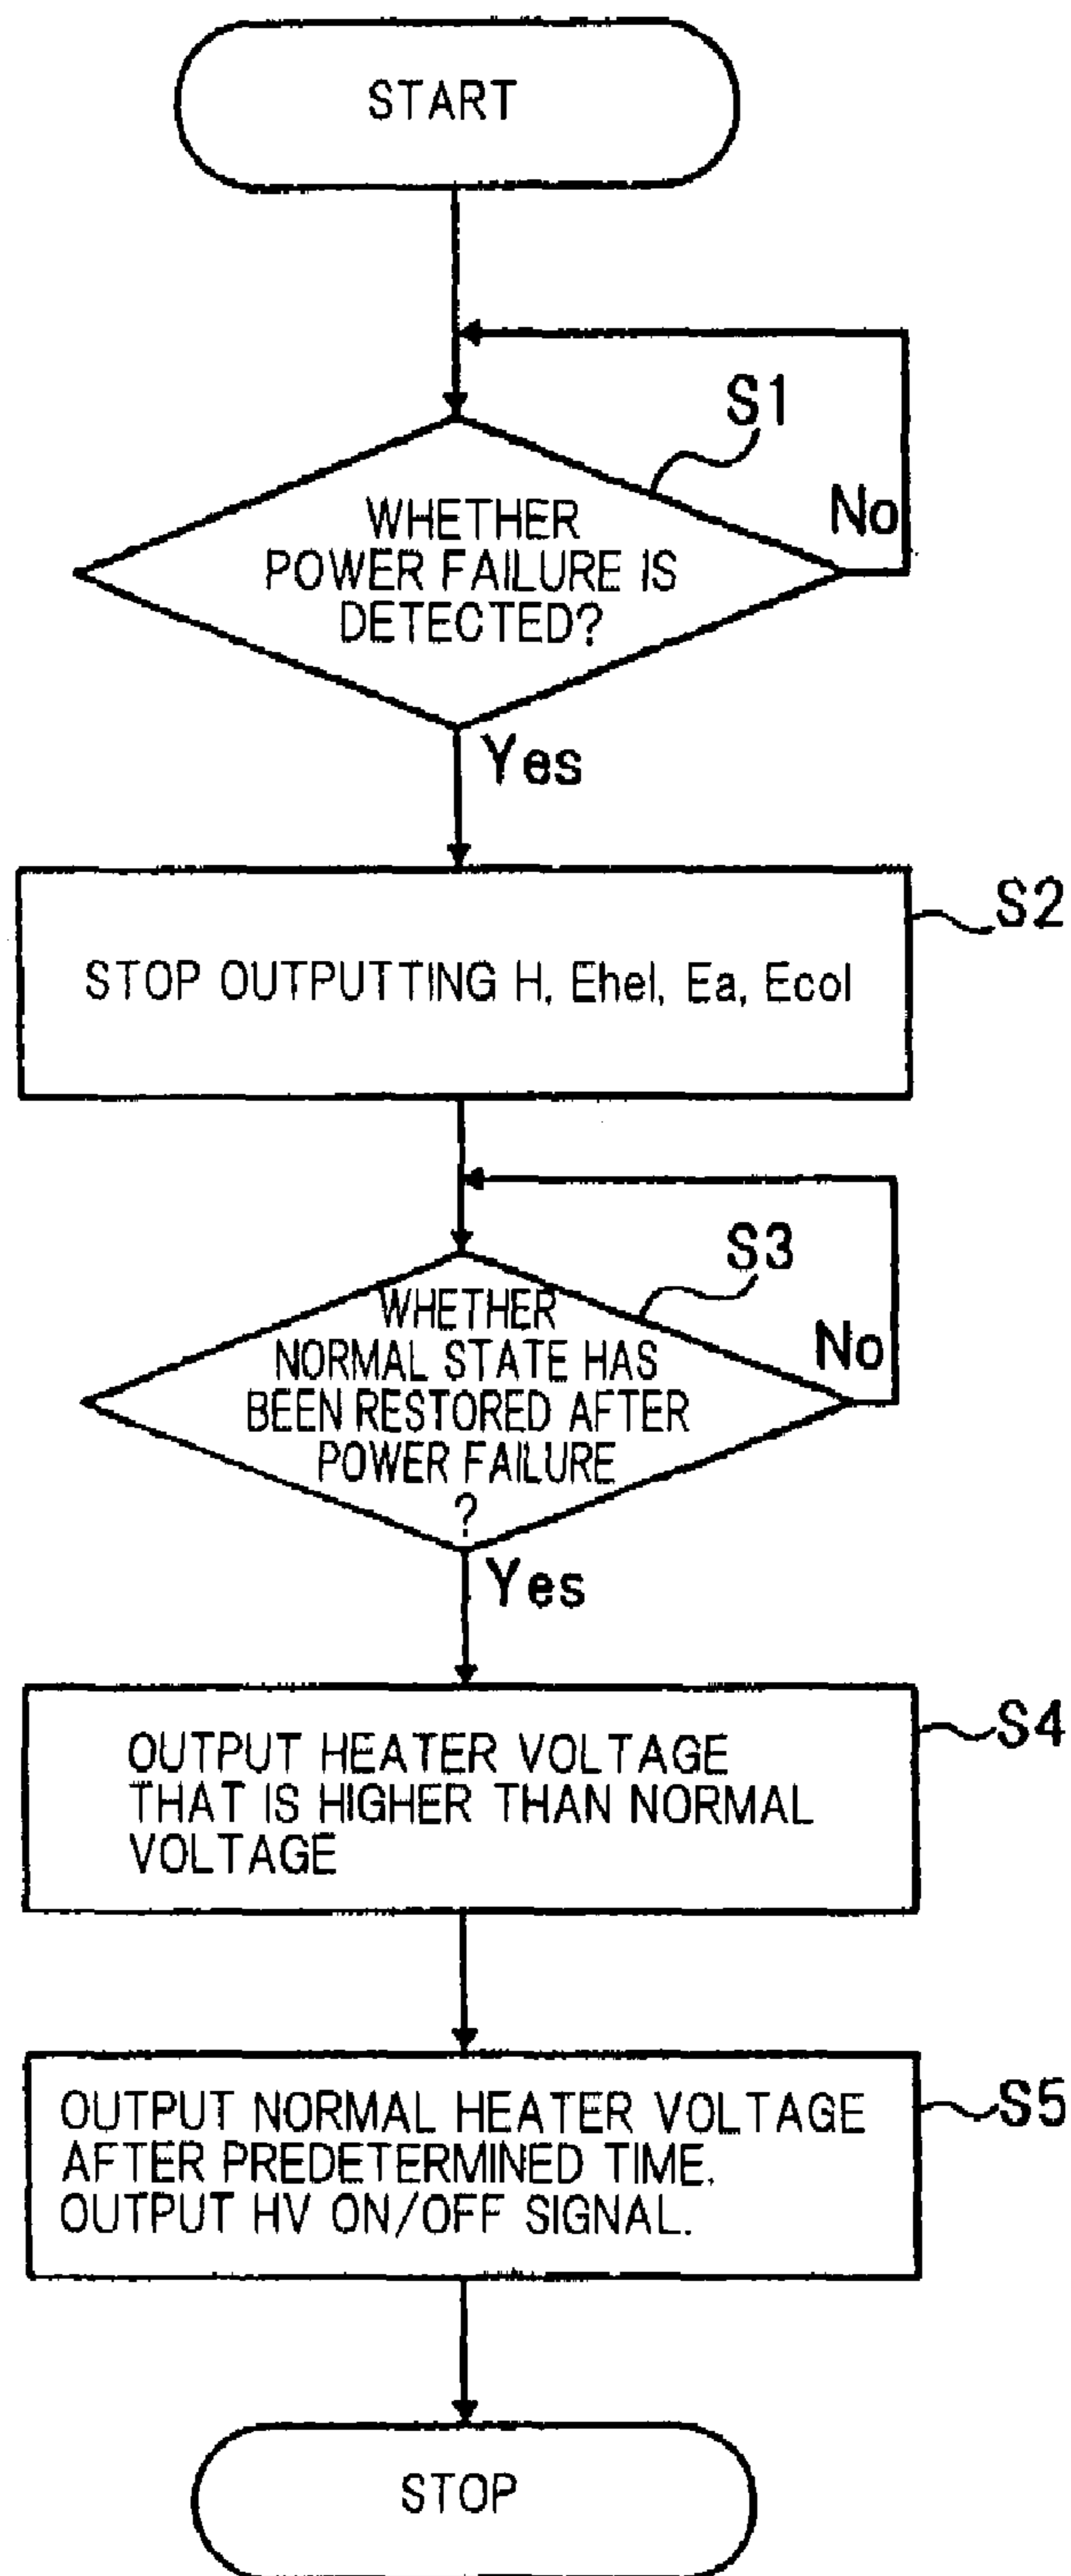 START
S1
No
WHETHER
POWER FAILURE IS
DETECTED?
Yes
S2
STOP OUTPUTTING H, Ehel, Ea, Ecol
S3
No
WHETHER
NORMAL STATE HAS
BEEN RESTORED AFTER
POWER FAILURE
?
Yes
S4
OUTPUT HEATER VOLTAGE
THAT IS HIGHER THAN NORMAL
VOLTAGE
S5
OUTPUT NORMAL HEATER VOLTAGE
AFTER PREDETERMINED TIME.
OUTPUT HV ON/OFF SIGNAL.
STOP